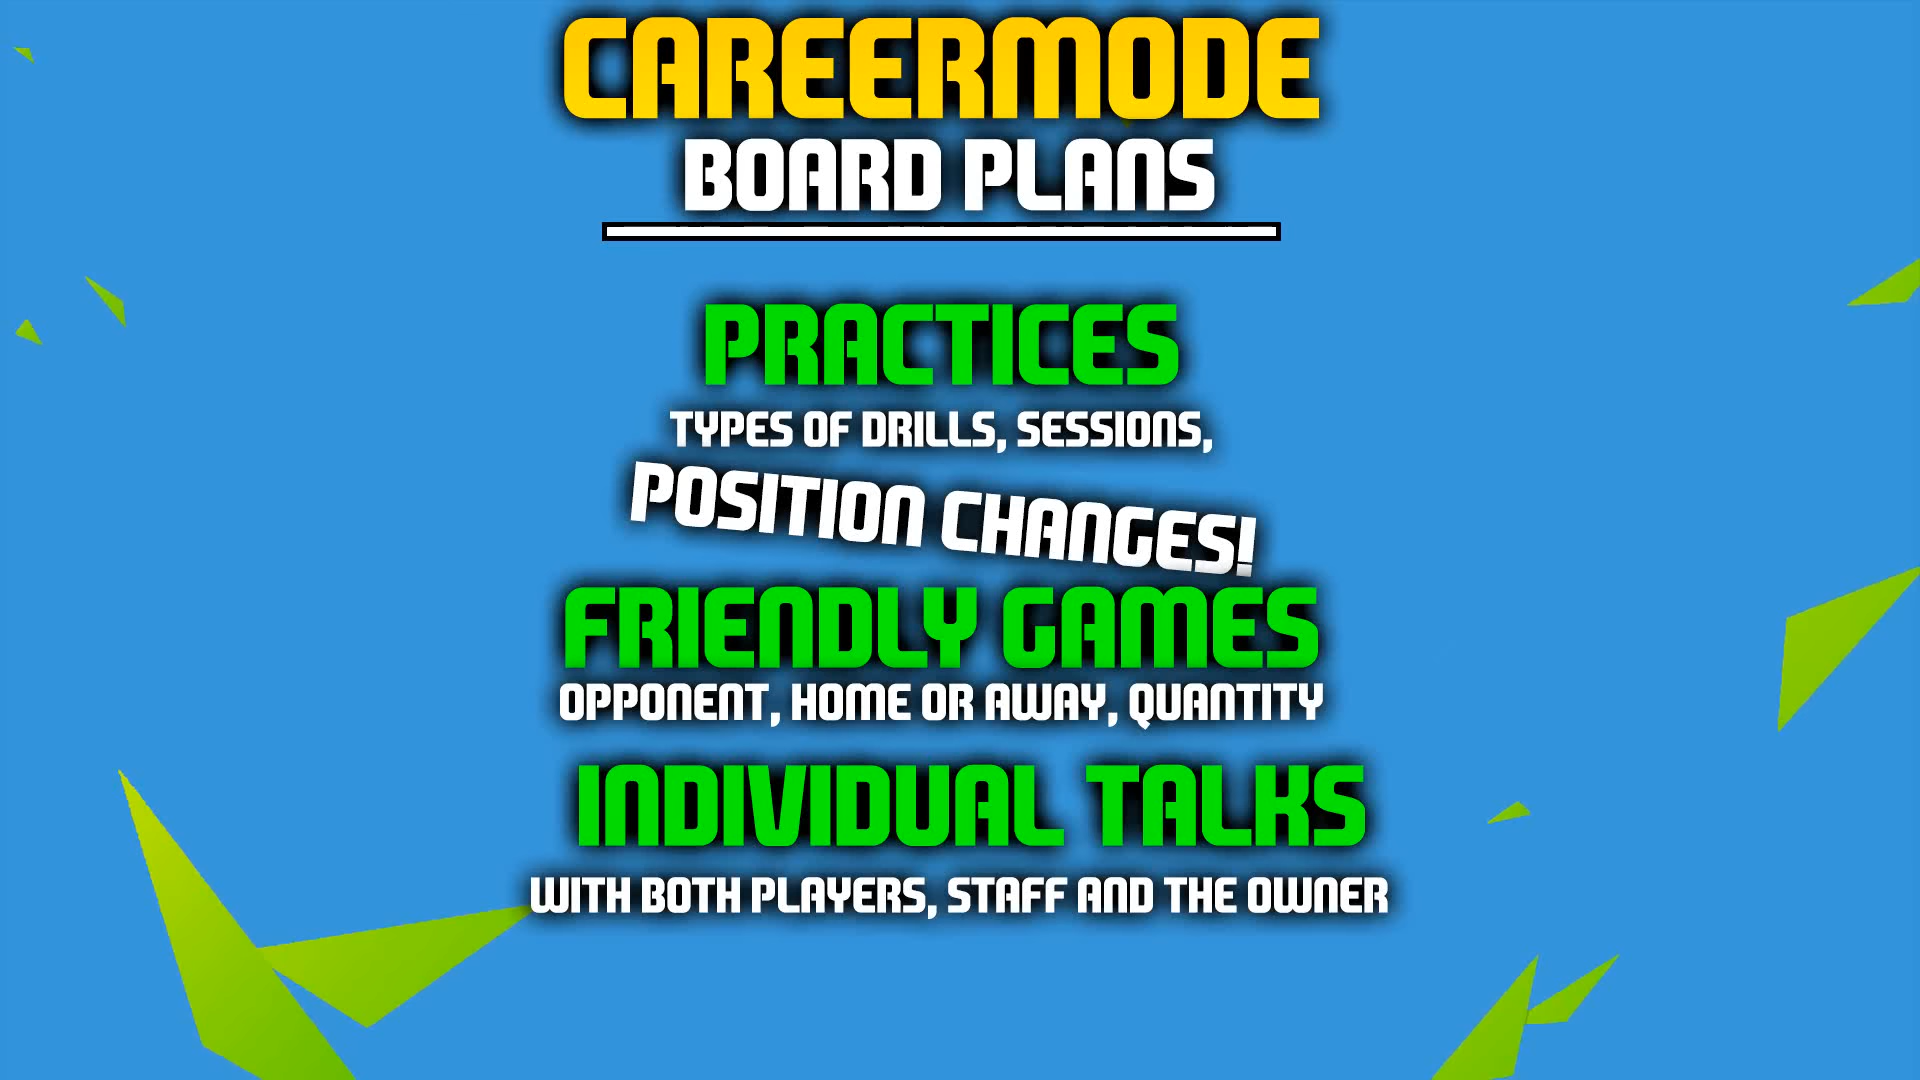 CAREERMODE
BOARD PLANS
PRACTICES
TYPES OF DRILLS, SESSIONS,
POSITION CHANGES!
FRIENDLY GAMES
OPPONENT, HOME OR AWAY, QUANTITY
INDIVIDUAL TALKS
WITH BOTH PLAYERS, STAFF AND THE OWNER